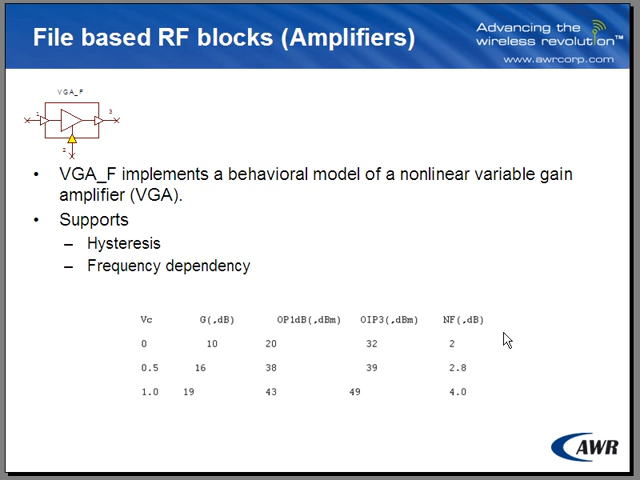 File based RF blocks (Amplifiers)
Advancing the
wireless revolution™
www.awrcorp.com
VGA_F
1
3
2
• VGA_F implements a behavioral model of a nonlinear variable gain
amplifier (VGA).
• Supports
– Hysteresis
– Frequency dependency
Vc G(,dB) OP1dB(,dBm) OIP3(,dBm) NF(,dB)
0 10 20 32 2
0.5 16 38 39 2.8
1.0 19 43 49 4.0
AWR